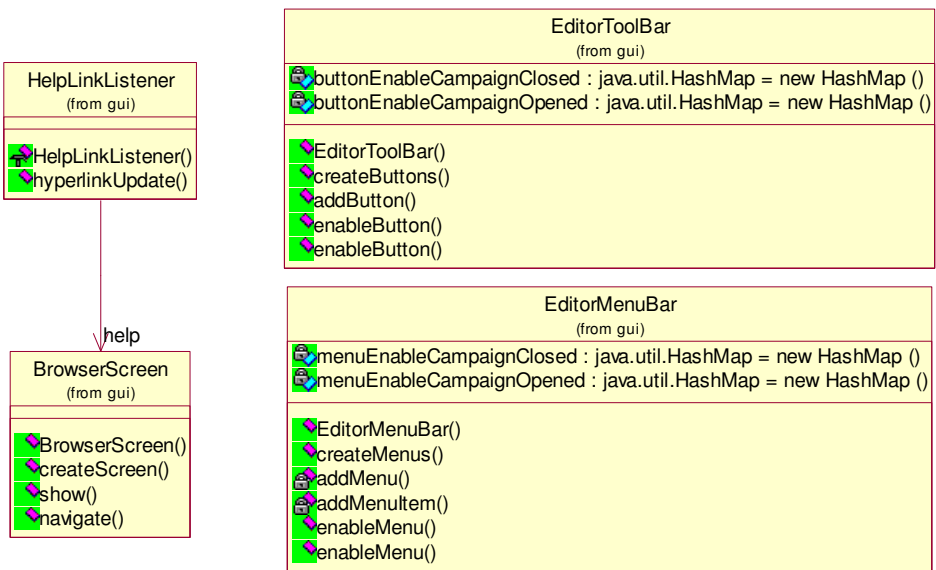 HelpLinkListener
(from gui)
HelpLinkListener()
hyperlinkUpdate()
help
BrowserScreen
(from gui)
BrowserScreen()
createScreen()
show()
navigate()
EditorToolBar
(from gui)
buttonEnableCampaignClosed : java.util.HashMap = new HashMap ()
buttonEnableCampaignOpened : java.util.HashMap = new HashMap ()
EditorToolBar()
createButtons()
addButton()
enableButton()
enableButton()
EditorMenuBar
(from gui)
menuEnableCampaignClosed : java.util.HashMap = new HashMap ()
menuEnableCampaignOpened : java.util.HashMap = new HashMap ()
EditorMenuBar()
createMenus()
addMenu()
addMenuItem()
enableMenu()
enableMenu()